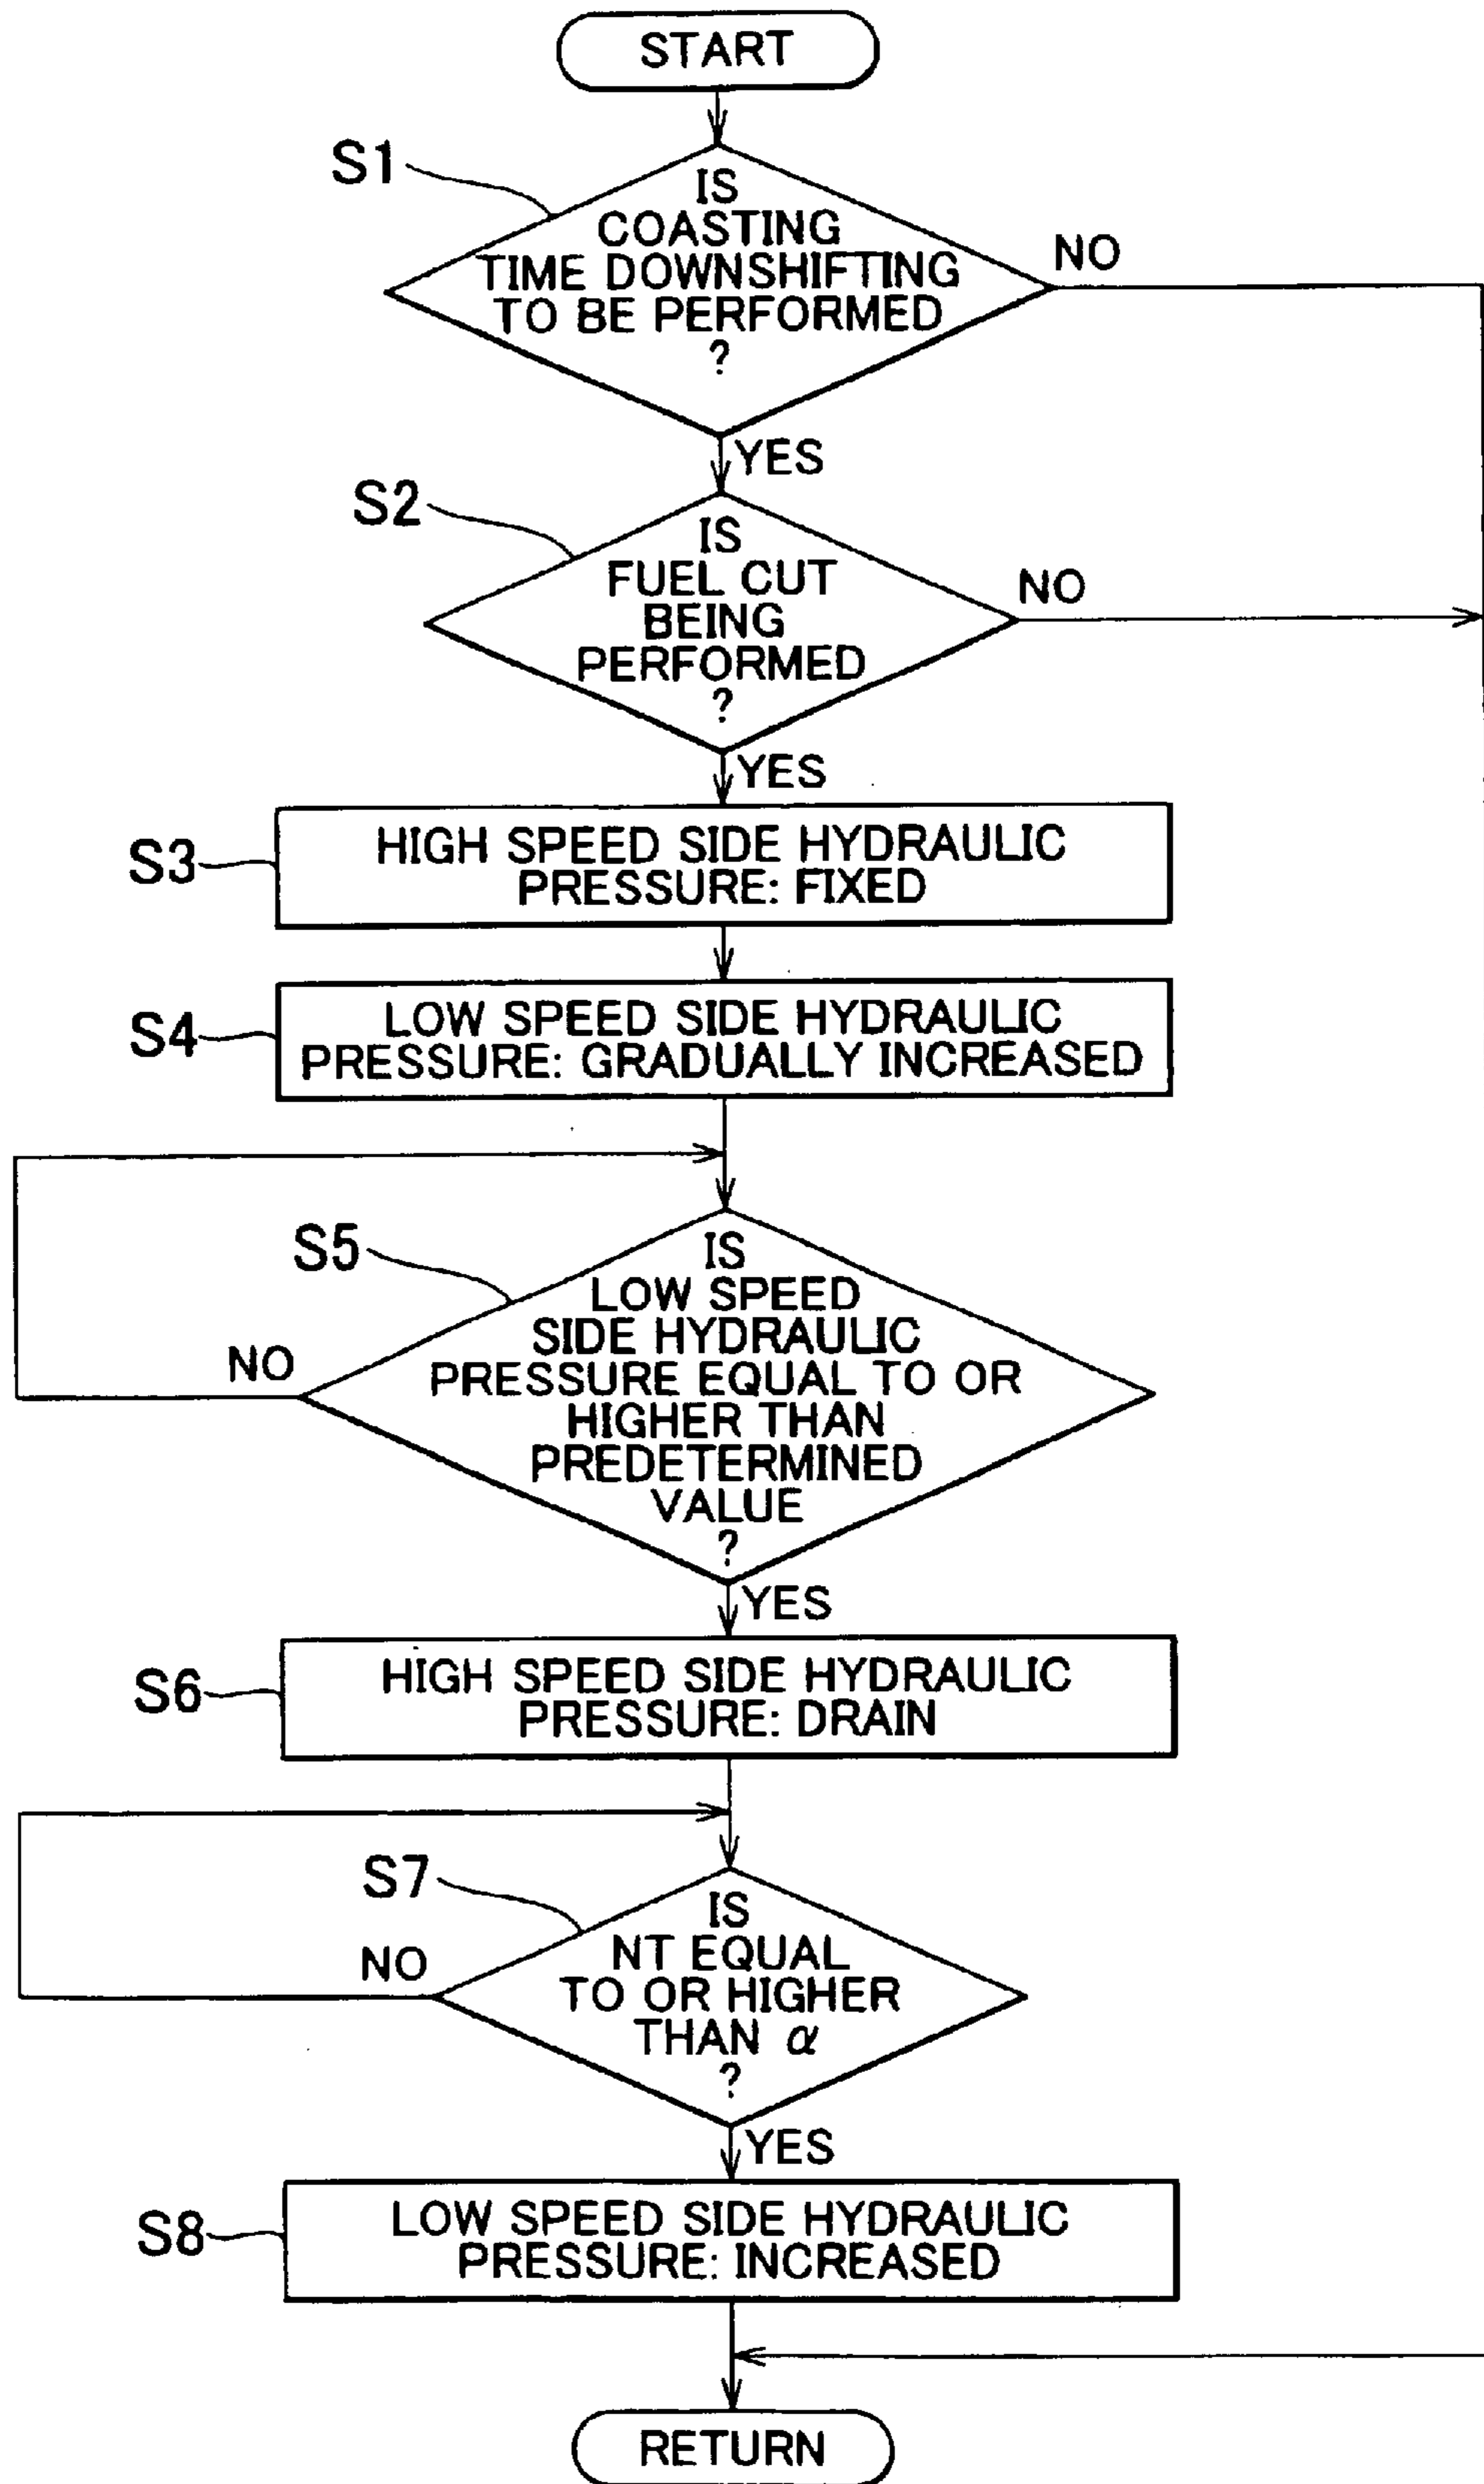 START
S1
IS
COASTING
TIME DOWNSHIFTING
TO BE PERFORMED
?
NO
YES
S2
IS
FUEL CUT
BEING
PERFORMED
?
NO
YES
S3
HIGH SPEED SIDE HYDRAULIC
PRESSURE: FIXED
S4
LOW SPEED SIDE HYDRAULIC
PRESSURE: GRADUALLY INCREASED
S5
IS
LOW SPEED
SIDE HYDRAULIC
PRESSURE EQUAL TO OR
HIGHER THAN
PREDETERMINED
VALUE
?
NO
YES
S6
HIGH SPEED SIDE HYDRAULIC
PRESSURE: DRAIN
S7
IS
NT EQUAL
TO OR HIGHER
THAN α
?
NO
YES
S8
LOW SPEED SIDE HYDRAULIC
PRESSURE: INCREASED
RETURN